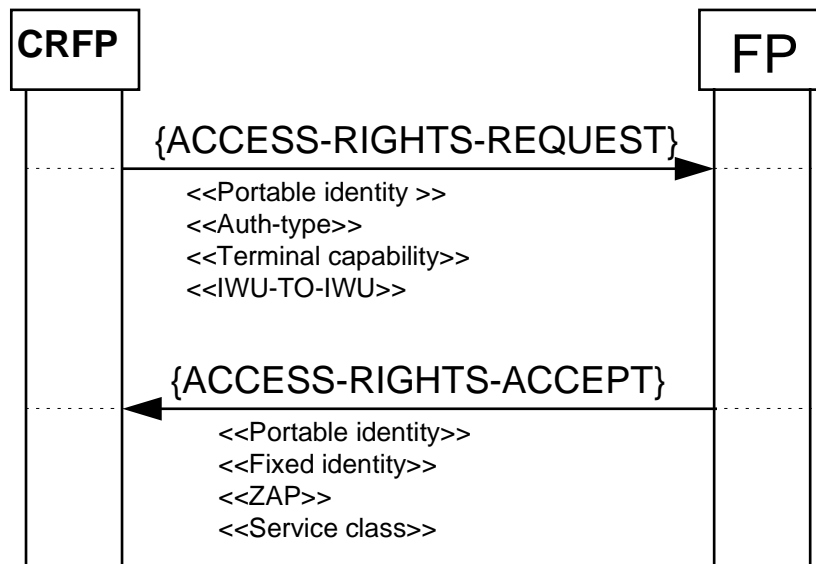 CRFP
FP
{ACCESS-RIGHTS-REQUEST}
<<Portable identity >>
<<Auth-type>>
<<Terminal capability>>
<<IWU-TO-IWU>>
{ACCESS-RIGHTS-ACCEPT}
<<Portable identity>>
<<Fixed identity>>
<<ZAP>>
<<Service class>>